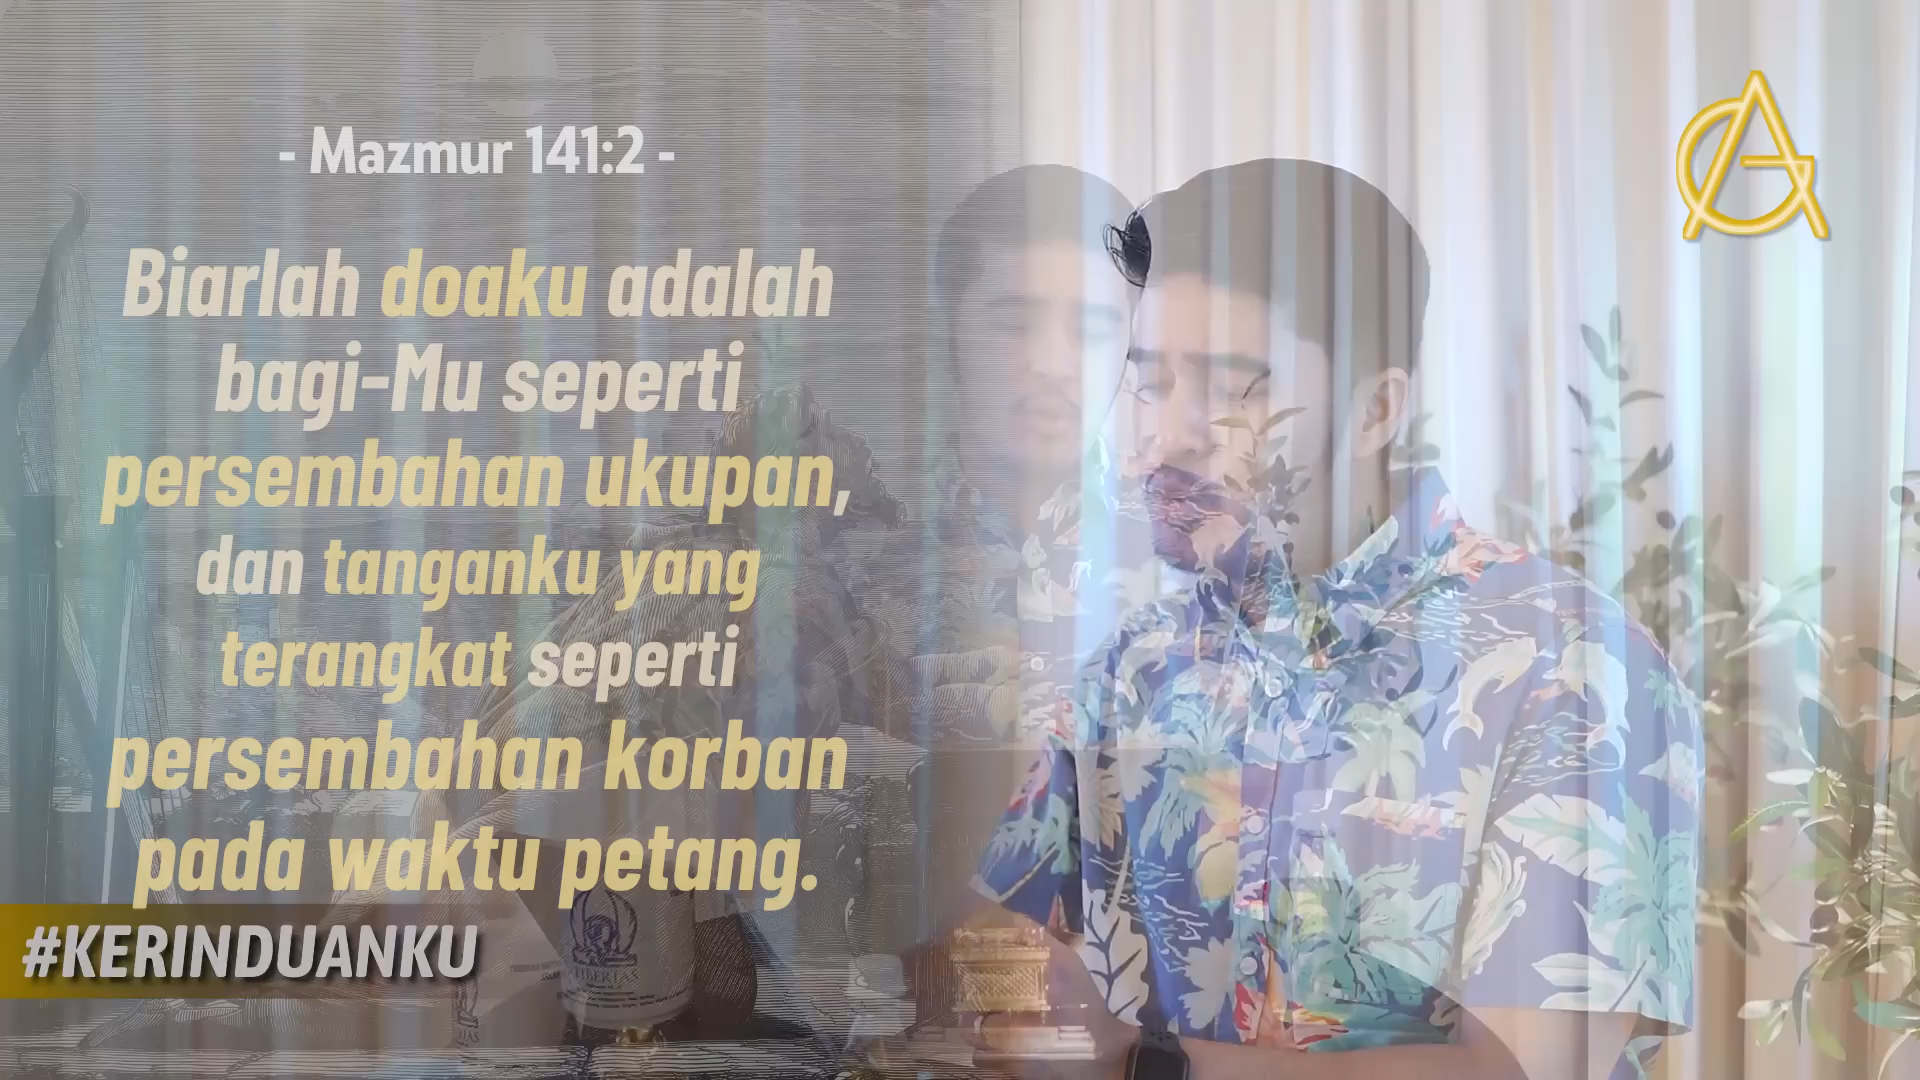 - Mazmur 141:2 -
Biarlah doaku adalah
bagi-Mu seperti
persembahan ukupan,
dan tanganku yang
terangkat seperti
persembahan korban
pada waktu petang.
#KERINDUANKU
LIBERTAS